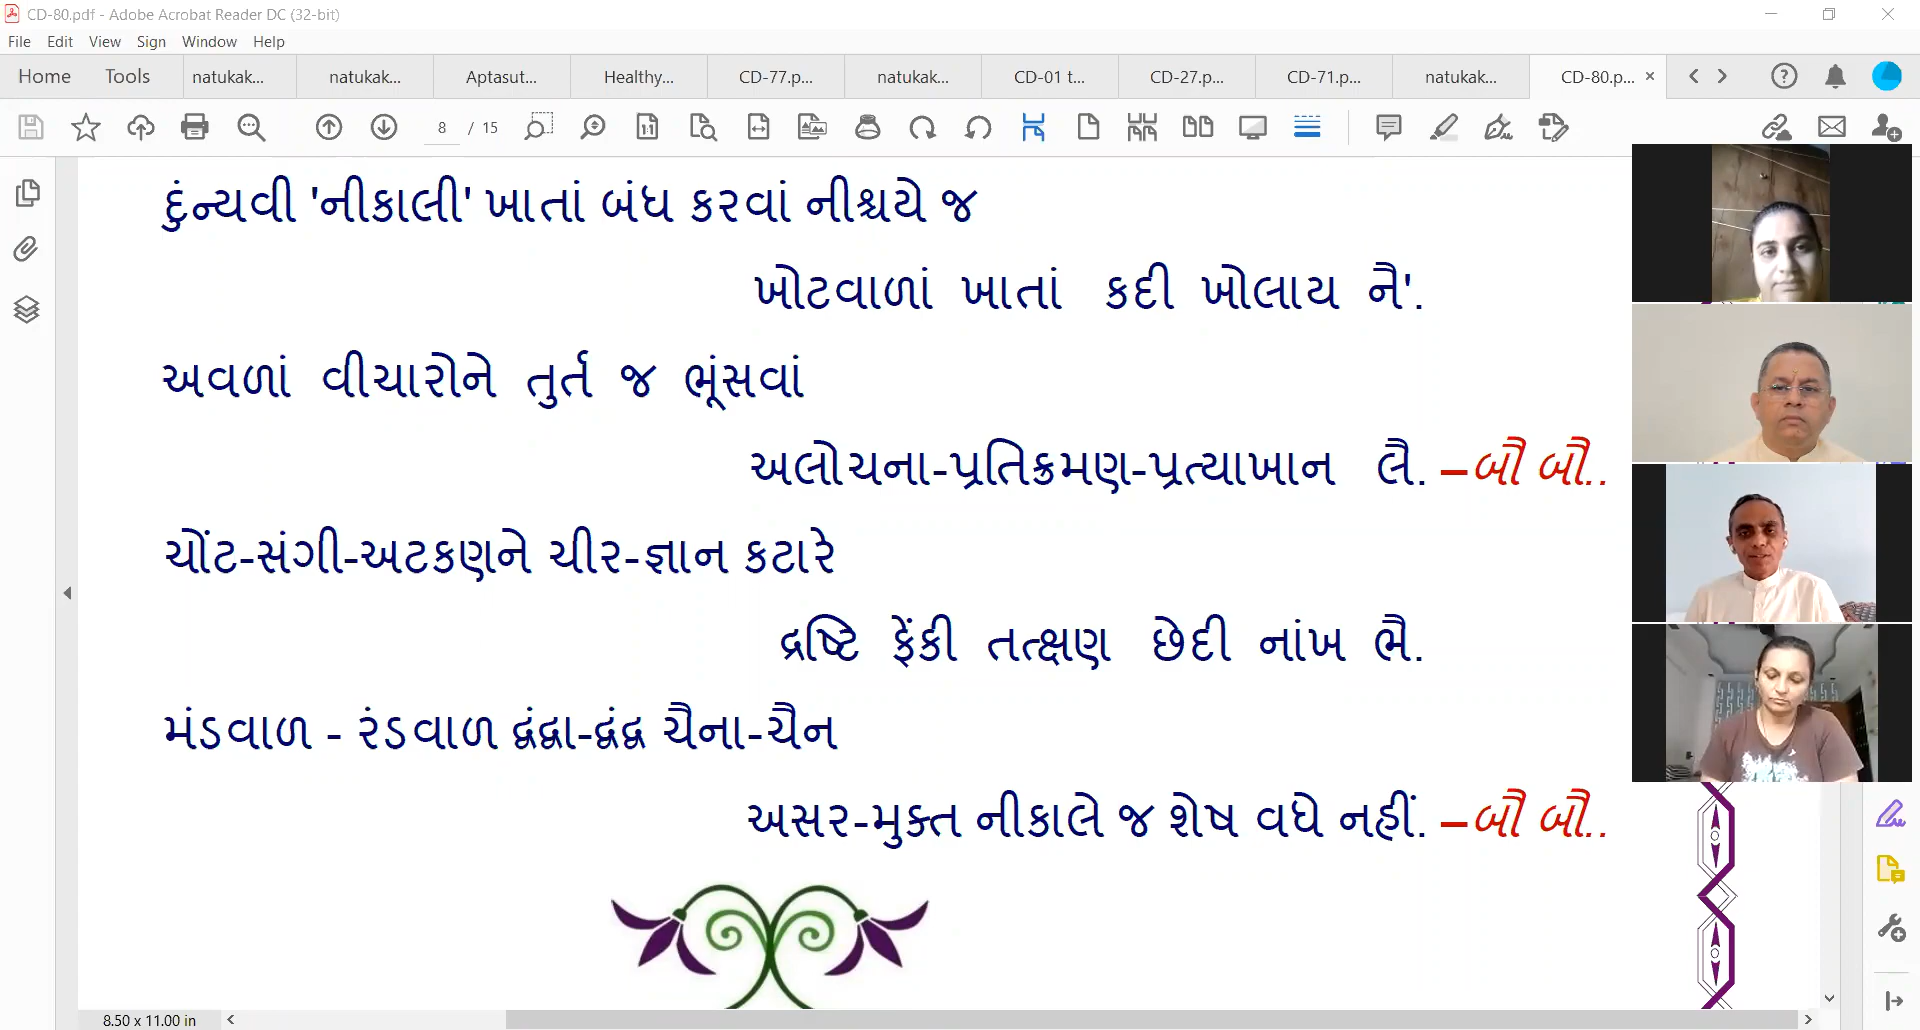 CD-80.pdf - Adobe Acrobat Reader DC (32-bit)
File Edit View Sign Window Help
Home Tools natukak... natukak... Aptasut... Healthy... CD-77.p... natukak... CD-01 t... CD-27.p... CD-71.p... natukak... CD-80.p...
8 / 15
દુંન્યવી 'નીકાલી' ખાતાં બંધ કરવાં નીશ્ચયે જ
ખોટવાળાં ખાતાં કદી ખોલાય નૈ'.
અવળાં વીચારોને તુર્ત જ ભૂંસવાં
અલોચના-પ્રતિક્રમણ-પ્રત્યાખાન લૈ. –બૌ બૌ..
ચોંટ-સંગી-અટકણને ચીર-જ્ઞાન કટારે
દ્રષ્ટિ ફેંકી તત્ક્ષણ છેદી નાંખ ભૈ.
મંડવાળ - રંડવાળ દ્વંદ્વા-દ્વંદ્વ ચૈના-ચૈન
અસર-મુક્ત નીકાલે જ શેષ વધે નહીં. –બૌ બૌ..
8.50 x 11.00 in